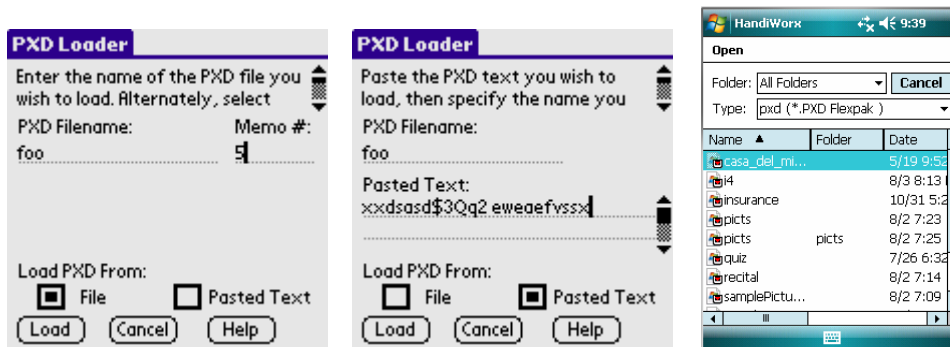 PXD Loader
Enter the name of the PXD file you
wish to load. Alternately, select
PXD Filename: Memo #:
foo 5
Load PXD From:
File Pasted Text
Load Cancel Help
PXD Loader
Paste the PXD text you wish to
load, then specify the name you
PXD Filename:
foo
Pasted Text:
xxdsasd$3Qq2 eweaefvssx
Load PXD From:
File Pasted Text
Load Cancel Help
HandiWorx 9:39
Open
Folder: All Folders Cancel
Type: pxd (*.PXD Flexpak )
Name Folder Date
casa_del_mi... 5/19 9:52
i4 8/3 8:13
insurance 10/31 5:2
picts 8/2 7:23
picts picts 8/2 7:25
quiz 7/26 6:32
recital 8/2 7:14
samplePictu... 8/2 7:09